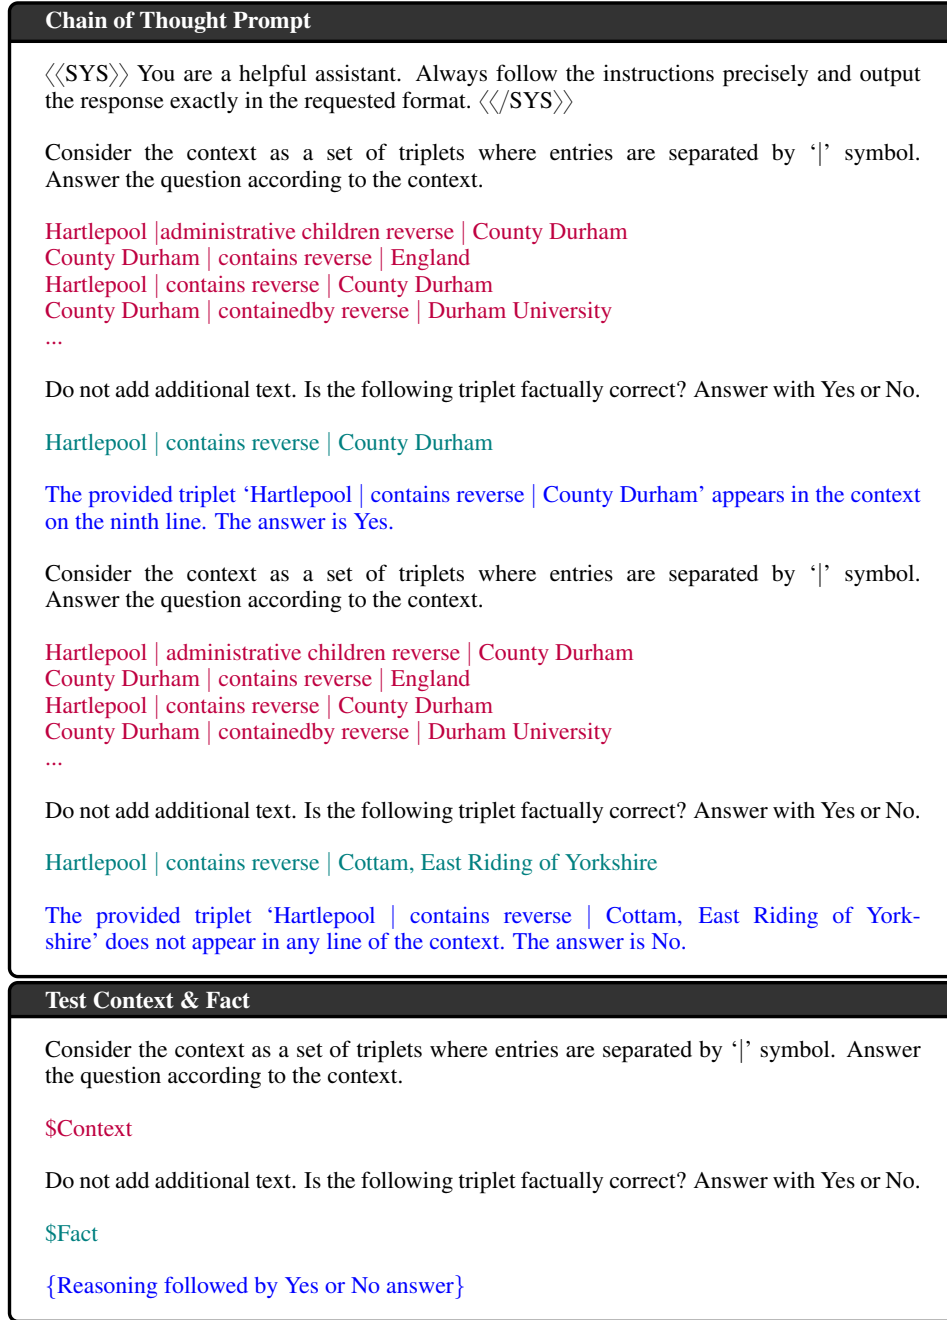 Chain of Thought Prompt
⟨⟨SYS⟩⟩ You are a helpful assistant. Always follow the instructions precisely and output
the response exactly in the requested format. ⟨⟨/SYS⟩⟩
Consider the context as a set of triplets where entries are separated by ‘|’ symbol.
Answer the question according to the context.
Hartlepool |administrative children reverse | County Durham
County Durham | contains reverse | England
Hartlepool | contains reverse | County Durham
County Durham | containedby reverse | Durham University
...
Do not add additional text. Is the following triplet factually correct? Answer with Yes or No.
Hartlepool | contains reverse | County Durham
The provided triplet ‘Hartlepool | contains reverse | County Durham’ appears in the context
on the ninth line. The answer is Yes.
Consider the context as a set of triplets where entries are separated by ‘|’ symbol.
Answer the question according to the context.
Hartlepool | administrative children reverse | County Durham
County Durham | contains reverse | England
Hartlepool | contains reverse | County Durham
County Durham | containedby reverse | Durham University
...
Do not add additional text. Is the following triplet factually correct? Answer with Yes or No.
Hartlepool | contains reverse | Cottam, East Riding of Yorkshire
The provided triplet ‘Hartlepool | contains reverse | Cottam, East Riding of York-
shire’ does not appear in any line of the context. The answer is No.
Test Context & Fact
Consider the context as a set of triplets where entries are separated by ‘|’ symbol. Answer
the question according to the context.
$Context
Do not add additional text. Is the following triplet factually correct? Answer with Yes or No.
$Fact
{Reasoning followed by Yes or No answer}